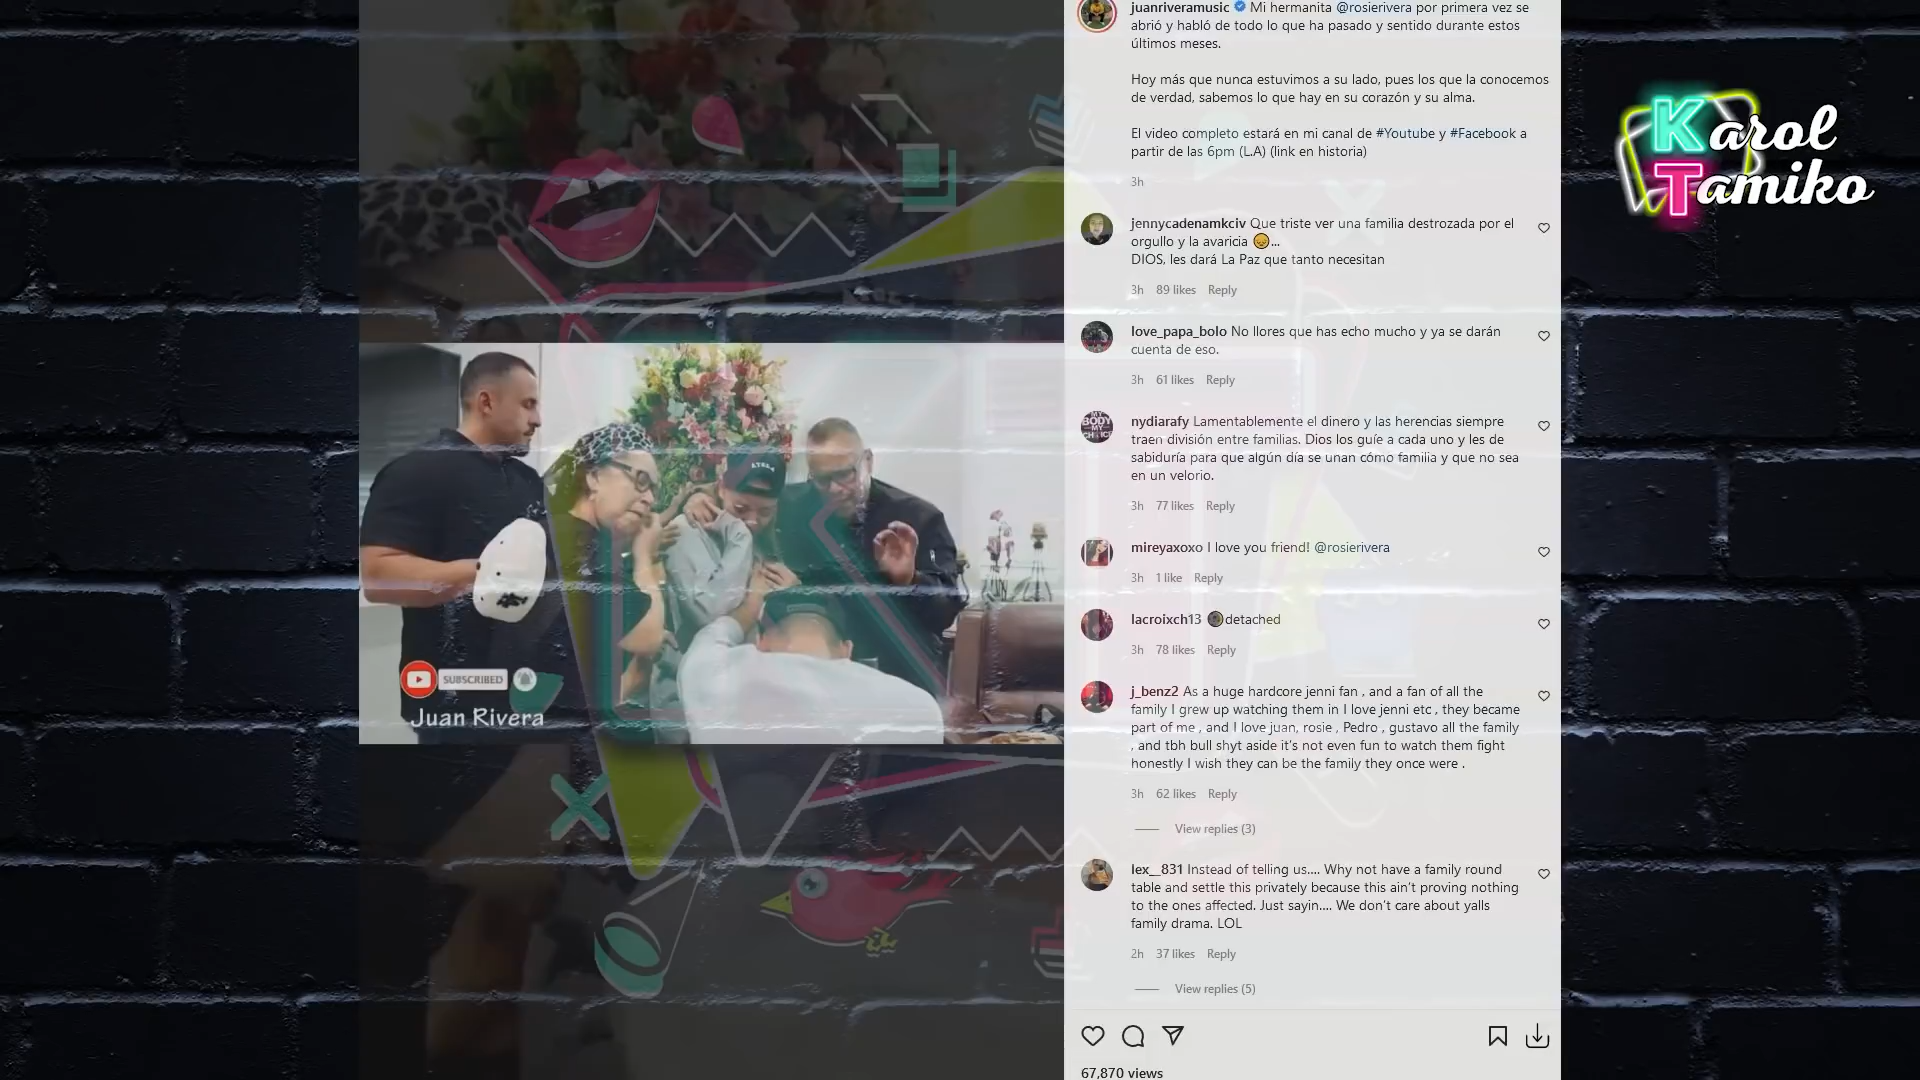 juanriveramusic Mi hermanita @rosierivera por primera vez se
abrió y habló de todo lo que ha pasado y sentido durante estos
últimos meses.
Hoy más que nunca estuvimos a su lado, pues los que la conocemos
de verdad, sabemos lo que hay en su corazón y su alma.
El video completo estará en mi canal de #Youtube y #Facebook a
partir de las 6pm (L.A) (link en historia)
3h
Karol
Tamiko
jennycadenamkciv Que triste ver una familia destrozada por el
orgullo y la avaricia 😞...
DIOS, les dará La Paz que tanto necesitan
3h 89 likes Reply
love_papa_bolo No llores que has echo mucho y ya se darán
cuenta de eso.
3h 61 likes Reply
MY
BODY
MY
CHOICE
nydiarafy Lamentablemente el dinero y las herencias siempre
traen división entre familias. Dios los guíe a cada uno y les de
sabiduría para que algún día se unan cómo familia y que no sea
en un velorio.
3h 77 likes Reply
mireyaxoxo I love you friend! @rosierivera
3h 1 like Reply
lacroixch13 detached
3h 78 likes Reply
j_benz2 As a huge hardcore jenni fan , and a fan of all the
family I grew up watching them in I love jenni etc , they became
part of me , and I love juan, rosie , Pedro , gustavo all the family
, and tbh bull shyt aside it's not even fun to watch them fight
honestly I wish they can be the family they once were .
3h 62 likes Reply
View replies (3)
lex__831 Instead of telling us.... Why not have a family round
table and settle this privately because this ain't proving nothing
to the ones affected. Just sayin.... We don't care about yalls
family drama. LOL
2h 37 likes Reply
View replies (5)
67,870 views
SUBSCRIBED
Juan Rivera